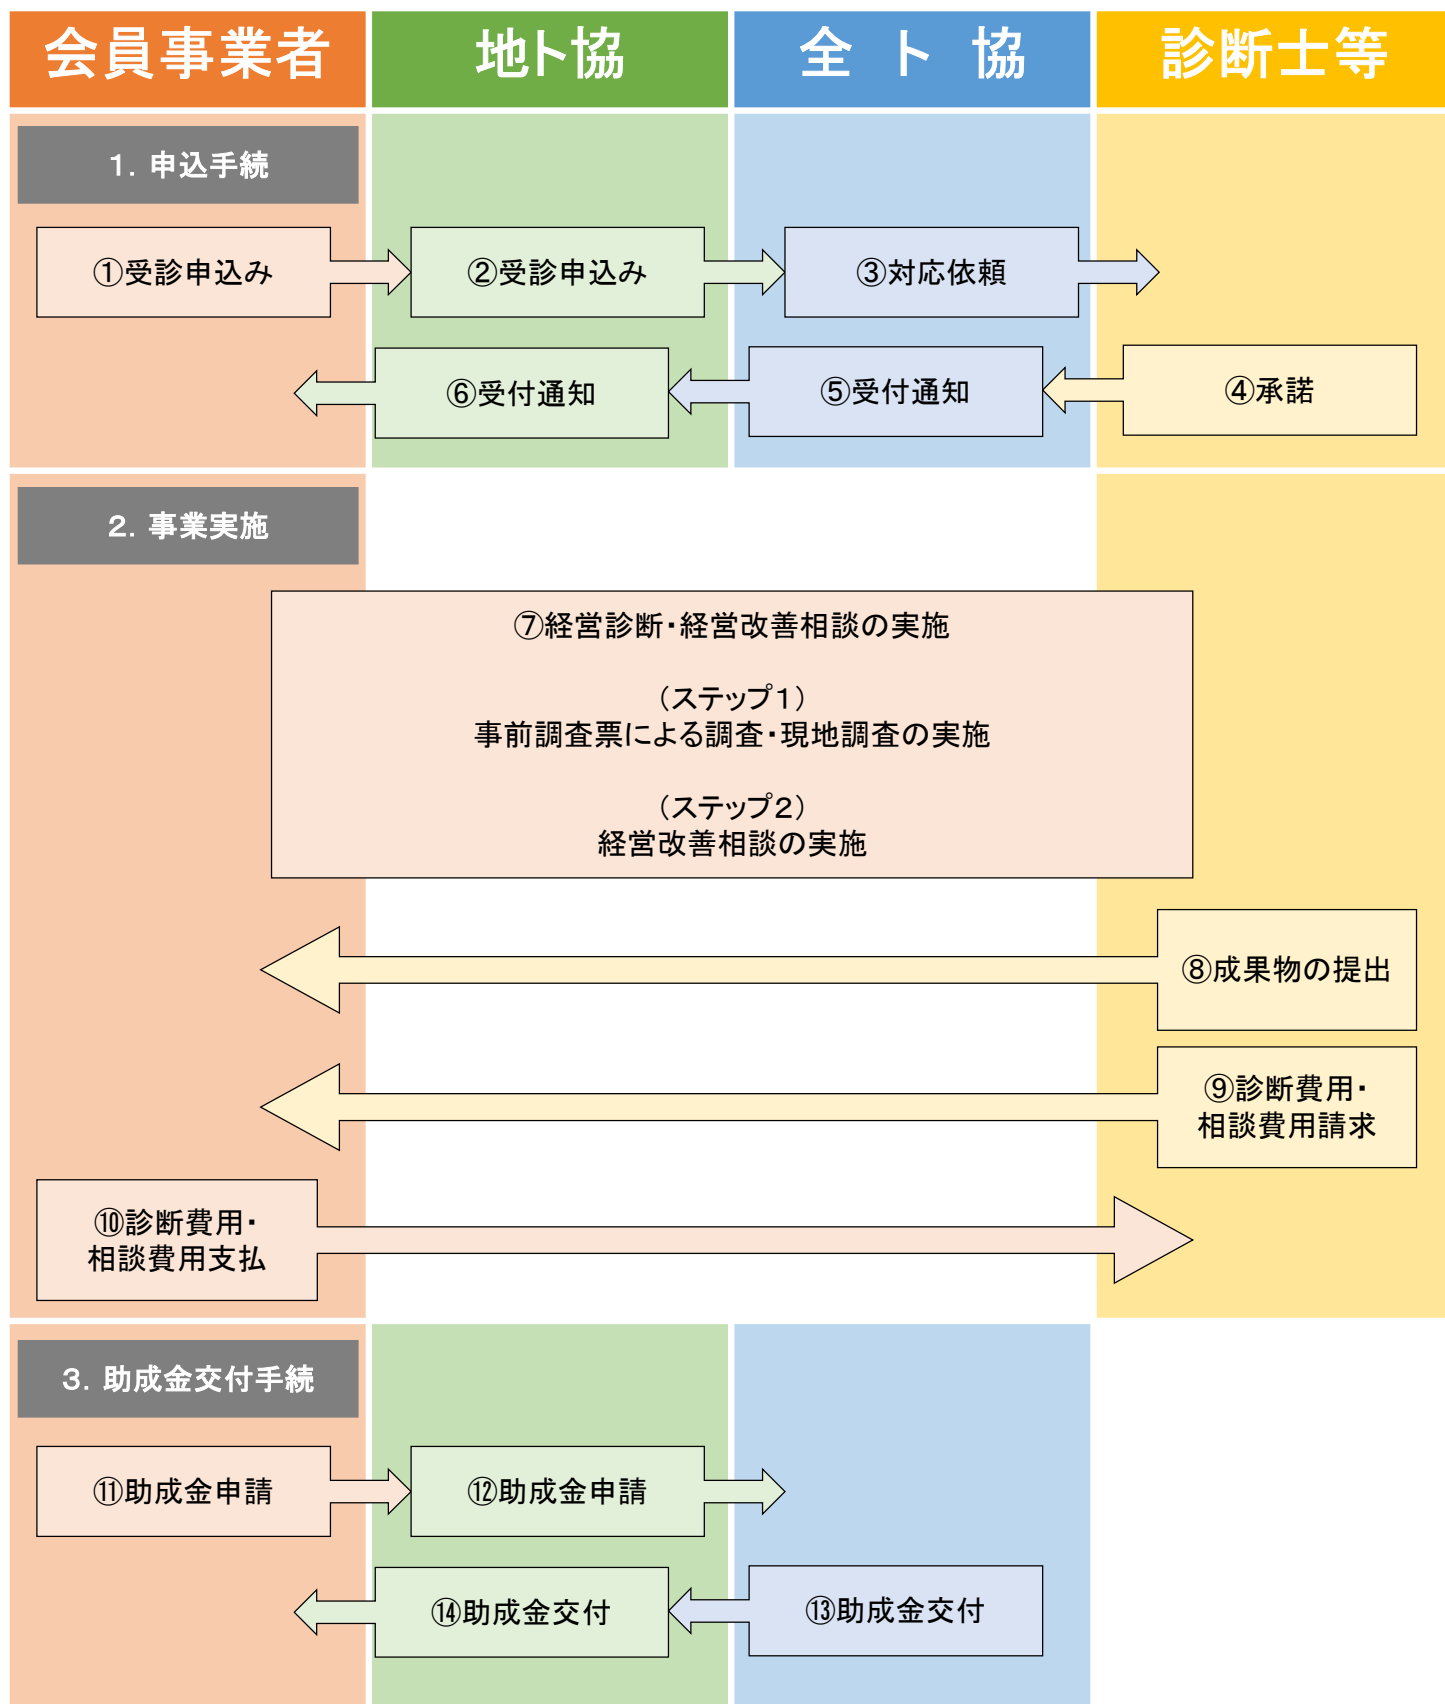 会員事業者
地ト協
全ト協
診断士等
1．申込手続
①受診申込み
②受診申込み
③対応依頼
⑥受付通知
⑤受付通知
④承諾
2．事業実施
⑦経営診断・経営改善相談の実施
（ステップ1）
事前調査票による調査・現地調査の実施
（ステップ2）
経営改善相談の実施
⑧成果物の提出
⑨診断費用・
相談費用請求
⑩診断費用・
相談費用支払
3．助成金交付手続
⑪助成金申請
⑫助成金申請
⑭助成金交付
⑬助成金交付